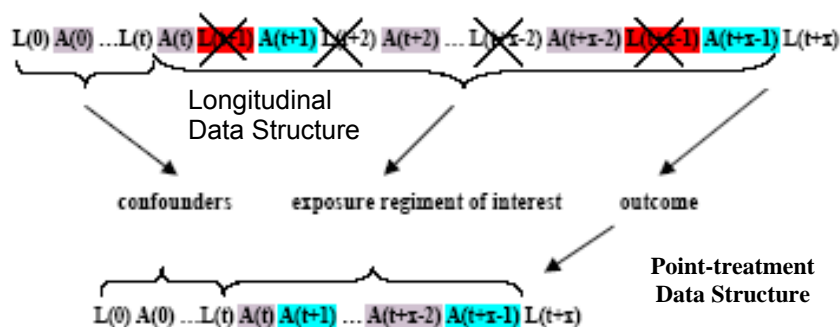 L(0) A(0) ...L(t) A(t) L(t+1) A(t+1) L(t+2) A(t+2) ... L(t+x-2) A(t+x-2) L(t+x-1) A(t+x-1) L(t+x)
Longitudinal
Data Structure
confounders exposure regiment of interest outcome
Point-treatment
Data Structure
L(0) A(0) ...L(t) A(t) A(t+1) ... A(t+x-2) A(t+x-1) L(t+x)